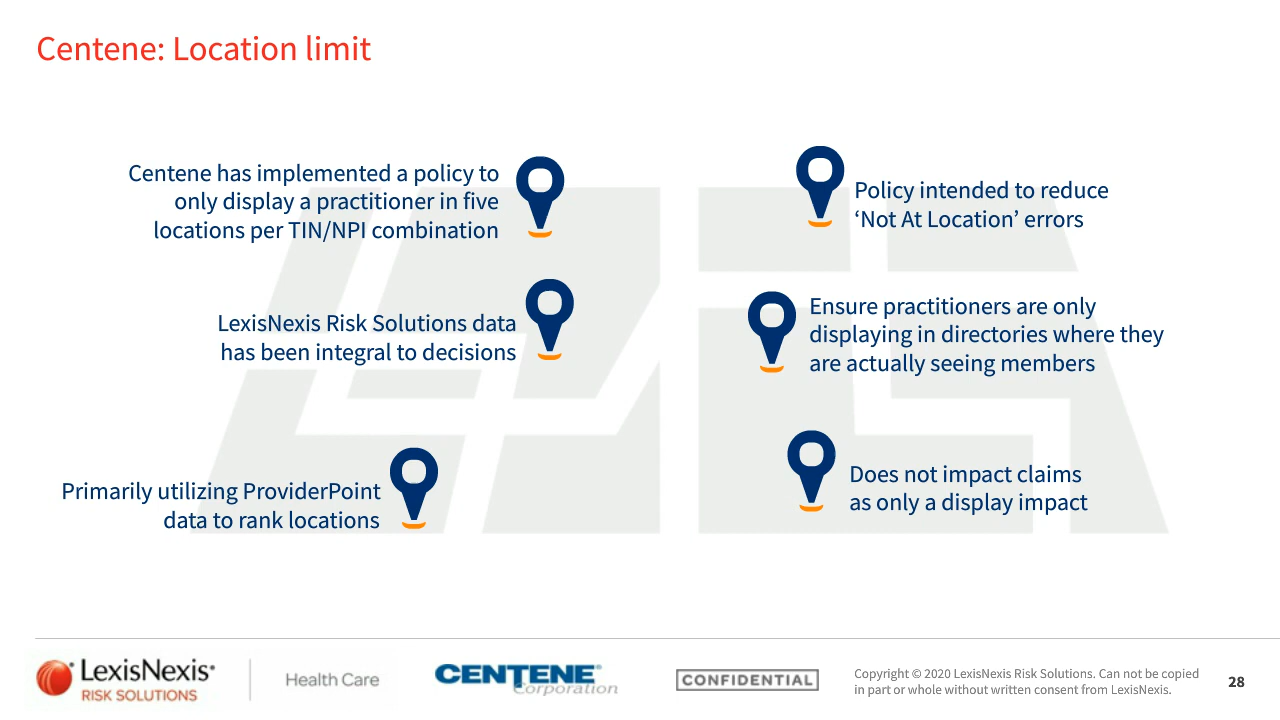 Centene: Location limit
Centene has implemented a policy to
only display a practitioner in five
locations per TIN/NPI combination
LexisNexis Risk Solutions data
has been integral to decisions
Primarily utilizing ProviderPoint
data to rank locations
Policy intended to reduce
‘Not At Location’ errors
Ensure practitioners are only
displaying in directories where they
are actually seeing members
Does not impact claims
as only a display impact
LexisNexis®
RISK SOLUTIONS
Health Care
CENTENE®
Corporation
CONFIDENTIAL
Copyright © 2020 LexisNexis Risk Solutions. Can not be copied
in part or whole without written consent from LexisNexis.
28